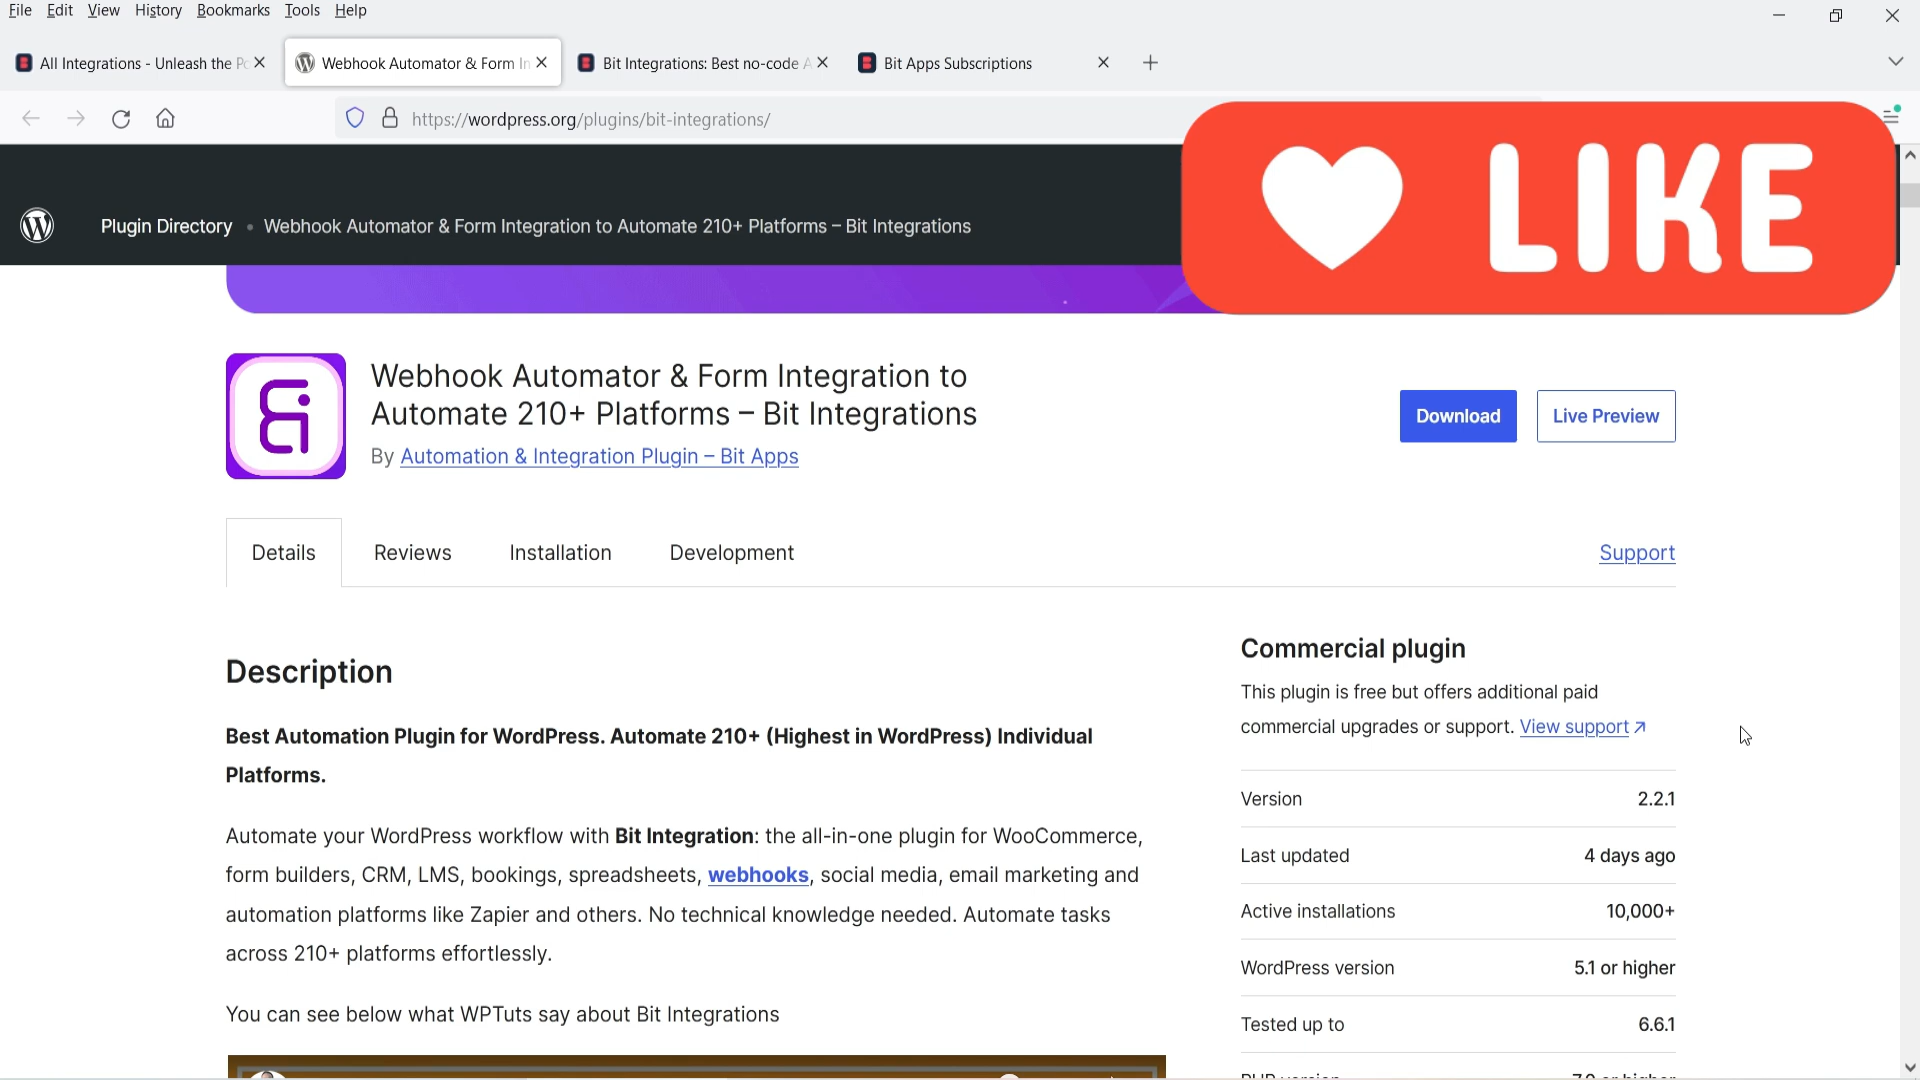 File Edit View History Bookmarks Tools Help
All Integrations - Unleash the
Webhook Automator & Form In
Bit Integrations: Best no-code
Bit Apps Subscriptions
https://wordpress.org/plugins/bit-integrations/
LIKE
Plugin Directory • Webhook Automator & Form Integration to Automate 210+ Platforms – Bit Integrations
Webhook Automator & Form Integration to
Automate 210+ Platforms – Bit Integrations
By Automation & Integration Plugin – Bit Apps
Download
Live Preview
Details
Reviews
Installation
Development
Support
Description
Best Automation Plugin for WordPress. Automate 210+ (Highest in WordPress) Individual
Platforms.
Automate your WordPress workflow with Bit Integration: the all-in-one plugin for WooCommerce,
form builders, CRM, LMS, bookings, spreadsheets, webhooks, social media, email marketing and
automation platforms like Zapier and others. No technical knowledge needed. Automate tasks
across 210+ platforms effortlessly.
You can see below what WPTuts say about Bit Integrations
Commercial plugin
This plugin is free but offers additional paid
commercial upgrades or support. View support
Version 2.2.1
Last updated 4 days ago
Active installations 10,000+
WordPress version 5.1 or higher
Tested up to 6.6.1